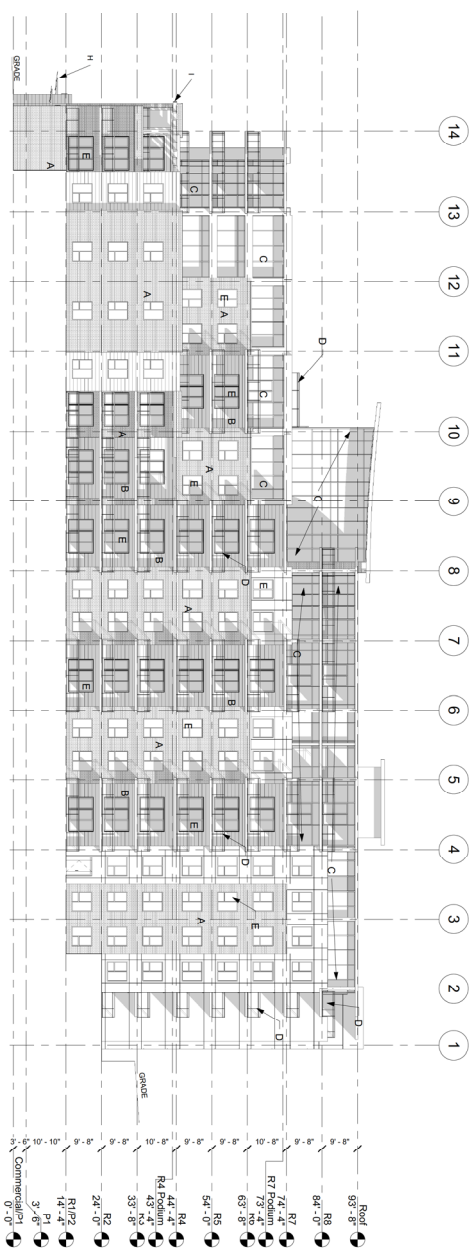 14 13 12 11 10 9 8 7 6 5 4 3 2 1
Roof
93' - 8"
9' - 8"
R8
84' - 0"
9' - 8"
R7
74' - 4"
R7 Podium
73' - 4"
10' - 8"
R6
63' - 8"
9' - 8"
R5
54' - 0"
9' - 8"
R4
44' - 4"
R4 Podium
43' - 4"
10' - 8"
R3
33' - 8"
9' - 8"
R2
24' - 0"
9' - 8"
R1/P2
14' - 4"
10' - 10"
P1
3' - 6"
3' - 6"
Commercial/P1
0' - 0"
D C C C D
C C C C C E D
I E A E B A E D B E A E D E A
H A A B E B A E B
E A
GRADE
GRADE